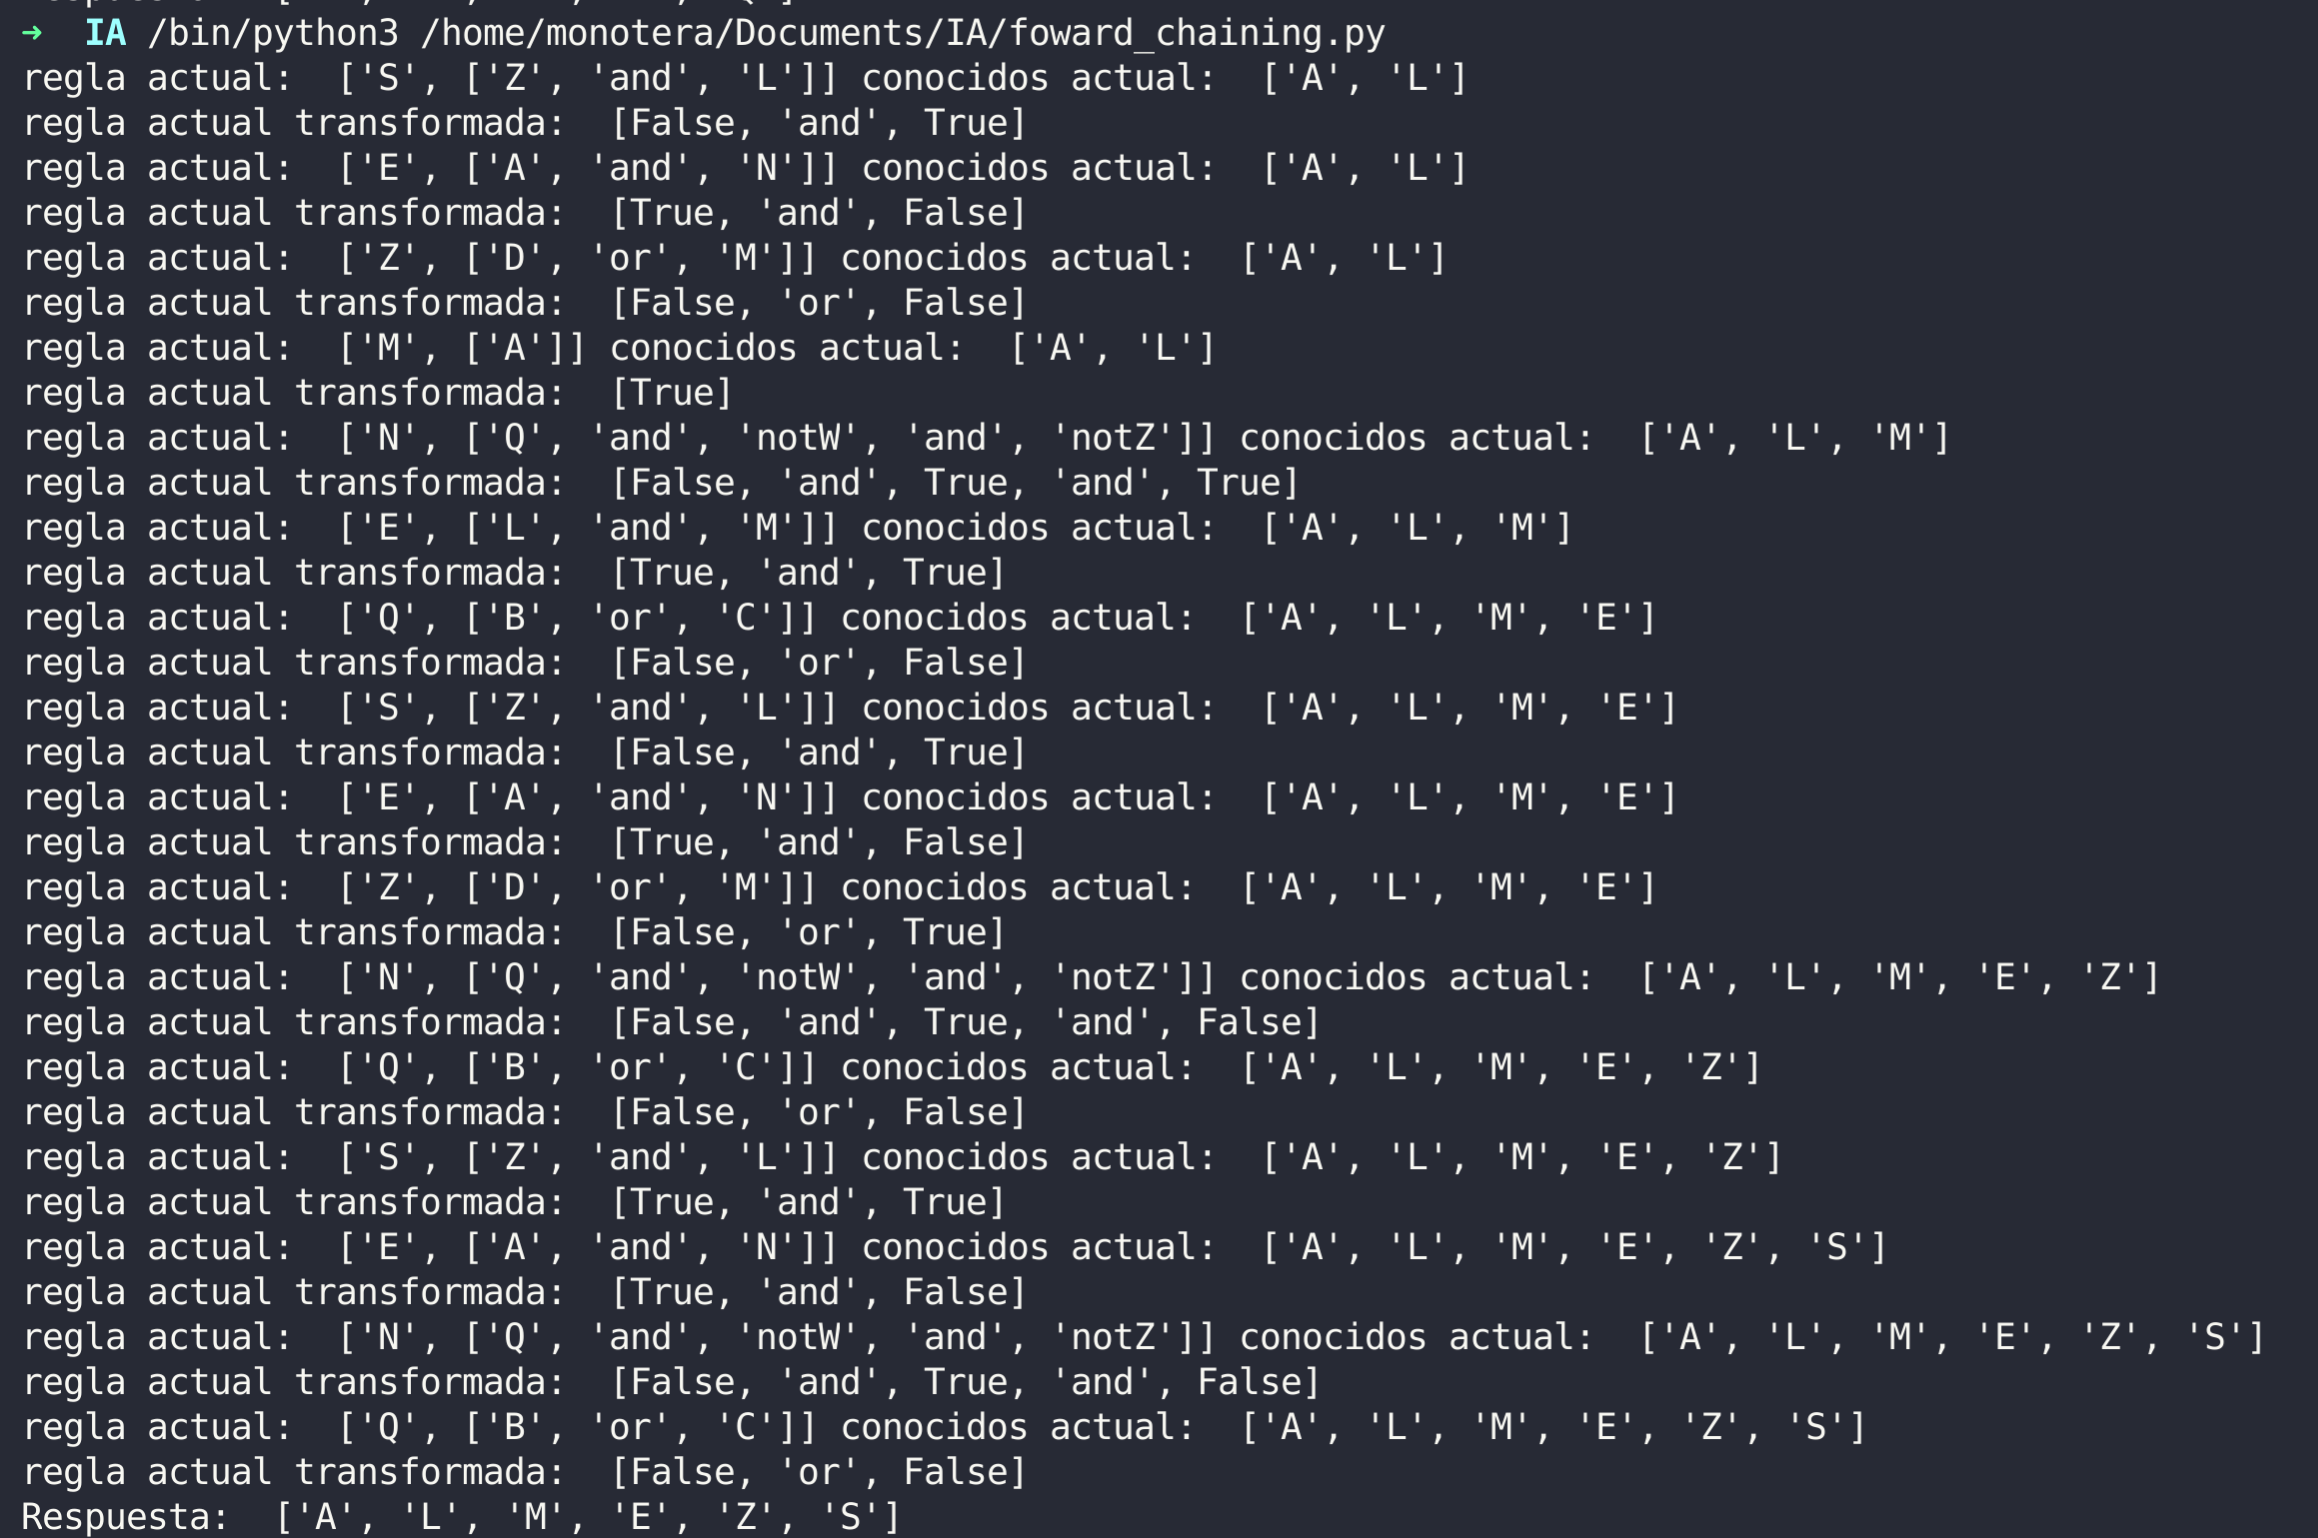 ➜  IA /bin/python3 /home/monotera/Documents/IA/foward_chaining.py
regla actual:  ['S', ['Z', 'and', 'L']] conocidos actual:  ['A', 'L']
regla actual transformada:  [False, 'and', True]
regla actual:  ['E', ['A', 'and', 'N']] conocidos actual:  ['A', 'L']
regla actual transformada:  [True, 'and', False]
regla actual:  ['Z', ['D', 'or', 'M']] conocidos actual:  ['A', 'L']
regla actual transformada:  [False, 'or', False]
regla actual:  ['M', ['A']] conocidos actual:  ['A', 'L']
regla actual transformada:  [True]
regla actual:  ['N', ['Q', 'and', 'notW', 'and', 'notZ']] conocidos actual:  ['A', 'L', 'M']
regla actual transformada:  [False, 'and', True, 'and', True]
regla actual:  ['E', ['L', 'and', 'M']] conocidos actual:  ['A', 'L', 'M']
regla actual transformada:  [True, 'and', True]
regla actual:  ['Q', ['B', 'or', 'C']] conocidos actual:  ['A', 'L', 'M', 'E']
regla actual transformada:  [False, 'or', False]
regla actual:  ['S', ['Z', 'and', 'L']] conocidos actual:  ['A', 'L', 'M', 'E']
regla actual transformada:  [False, 'and', True]
regla actual:  ['E', ['A', 'and', 'N']] conocidos actual:  ['A', 'L', 'M', 'E']
regla actual transformada:  [True, 'and', False]
regla actual:  ['Z', ['D', 'or', 'M']] conocidos actual:  ['A', 'L', 'M', 'E']
regla actual transformada:  [False, 'or', True]
regla actual:  ['N', ['Q', 'and', 'notW', 'and', 'notZ']] conocidos actual:  ['A', 'L', 'M', 'E', 'Z']
regla actual transformada:  [False, 'and', True, 'and', False]
regla actual:  ['Q', ['B', 'or', 'C']] conocidos actual:  ['A', 'L', 'M', 'E', 'Z']
regla actual transformada:  [False, 'or', False]
regla actual:  ['S', ['Z', 'and', 'L']] conocidos actual:  ['A', 'L', 'M', 'E', 'Z']
regla actual transformada:  [True, 'and', True]
regla actual:  ['E', ['A', 'and', 'N']] conocidos actual:  ['A', 'L', 'M', 'E', 'Z', 'S']
regla actual transformada:  [True, 'and', False]
regla actual:  ['N', ['Q', 'and', 'notW', 'and', 'notZ']] conocidos actual:  ['A', 'L', 'M', 'E', 'Z', 'S']
regla actual transformada:  [False, 'and', True, 'and', False]
regla actual:  ['Q', ['B', 'or', 'C']] conocidos actual:  ['A', 'L', 'M', 'E', 'Z', 'S']
regla actual transformada:  [False, 'or', False]
Respuesta:  ['A', 'L', 'M', 'E', 'Z', 'S']